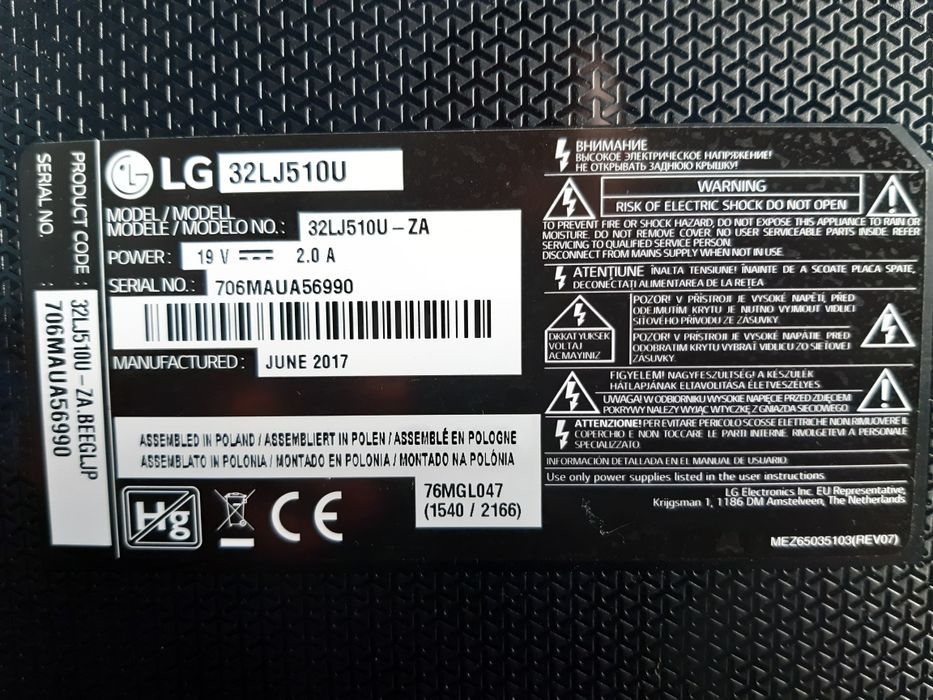 PRODUCT CODE : 32LJ510U - ZA.BEEGLJP
SERIAL NO. 706MAUA56990
LG 32LJ510U
MODEL / MODELL
MODELE / MODELO NO. : 32LJ510U – ZA
POWER : 19 V 2.0 A
SERIAL NO. : 706MAUA56990
MANUFACTURED : JUNE 2017
ASSEMBLED IN POLAND / ASSEMBLIERT IN POLEN / ASSEMBLÉ EN POLOGNE
ASSEMBLATO IN POLONIA / MONTADO EN POLONIA / MONTADO NA POLÓNIA
Hg
CE
76MGL047
(1540 / 2166)
ВНИМАНИЕ
ВЫСОКОЕ ЭЛЕКТРИЧЕСКОЕ НАПРЯЖЕНИЕ!
НЕ ОТКРЫВАТЬ ЗАДНЮЮ КРЫШКУ!
WARNING
RISK OF ELECTRIC SHOCK DO NOT OPEN
TO PREVENT FIRE OR SHOCK HAZARD, DO NOT EXPOSE THIS APPLIANCE TO RAIN OR
MOISTURE. DO NOT REMOVE COVER. NO USER SERVICEABLE PARTS INSIDE. REFER
SERVICING TO QUALIFIED SERVICE PERSON.
DISCONNECT FROM MAINS SUPPLY WHEN NOT IN USE.
ATENȚIUNE ÎNALTA TENSIUNE! ÎNAINTE DE A SCOATE PLACA SPATE,
DECONECTAȚI ALIMENTAREA DE LA REȚEA
DIKKAT YUKSEK
VOLTAJ
ACMAYINIZ
POZOR! V PŘÍSTROJI JE VYSOKÉ NAPĚTÍ, PŘED
ODEJMUTÍM KRYTU JE NUTNO VYJMOUT VIDLICI
SÍŤOVÉHO PŘÍVODU ZE ZÁSUVKY.
POZOR! V PRÍSTROJI JE VYSOKÉ NAPÄTIE. PRED
ODOBRATIM KRYTU VYBRAŤ VIDLICU ZO SIEŤOVEJ
ZÁSUVKY.
FIGYELEM! NAGYFESZULTSÉG! A KÉSZÜLÉK
HÁTLAPJÁNAK ELTAVOLÍTÁSA ÉLETVESZÉLYES.
UWAGA! W ODBIORNIKU WYSOKIE NAPIĘCIE PRZED ZDJĘCIEM
POKRYWY NALEŻY WYJĄĆ WTYCZKĘ Z GNIAZDA SIECIOWEGO
ATTENZIONE! PER EVITARE PERICOLO SCOSSE ELETTRICHE NON RIMUOVERE IL
COPERCHIO E NON TOCCARE LE PARTI INTERNE. RIVOLGETEVI A PERSONALE
SPECIALIZZATO.
INFORMACIÓN DETALLADA EN EL MANUAL DE USUARIO.
Use only power supplies listed in the user instructions
LG Electronics Inc. EU Representative,
Krijgsman 1, 1186 DM Amstelveen, The Netherlands
MEZ65035103(REV07)